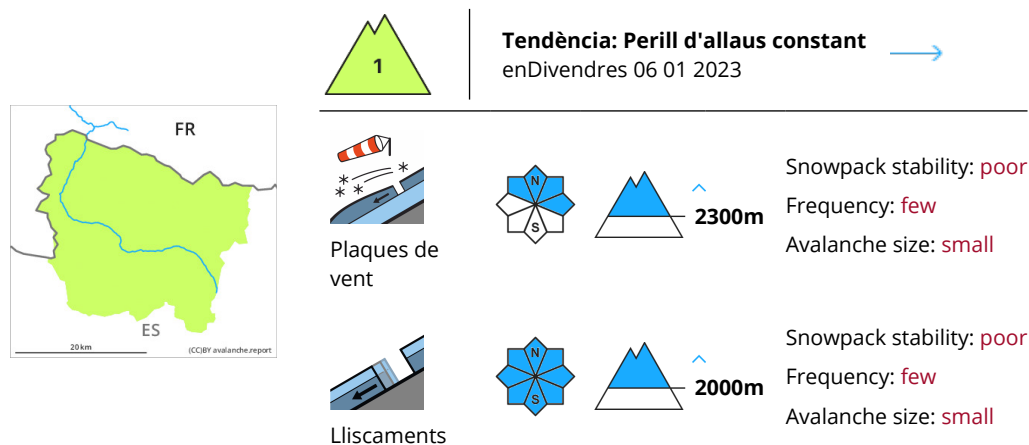 1
Tendència: Perill d'allaus constant
enDivendres 06 01 2023
FR
ES
20 km
(CC)BY avalanche.report
Plaques de
vent
N
S
2300m
Snowpack stability: poor
Frequency: few
Avalanche size: small
Lliscaments
N
S
2000m
Snowpack stability: poor
Frequency: few
Avalanche size: small